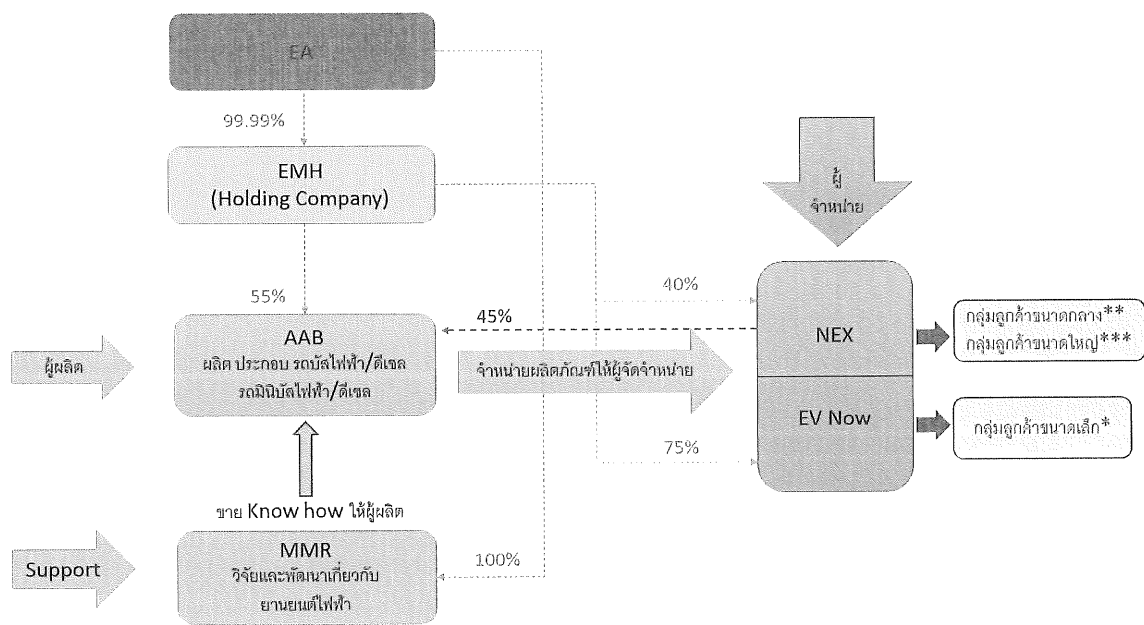 EA
99.99%
EMH
(Holding Company)
ผู้
จำหน่าย
55%
40%
45%
AAB
ผลิต ประกอบ รถบัสไฟฟ้า/ดีเซล
รถมินิบัสไฟฟ้า/ดีเซล
ผู้ผลิต
จำหน่ายผลิตภัณฑ์ให้ผู้จัดจำหน่าย
NEX
กลุ่มลูกค้าขนาดกลาง**
กลุ่มลูกค้าขนาดใหญ่***
EV Now
กลุ่มลูกค้าขนาดเล็ก*
75%
ขาย Know how ให้ผู้ผลิต
MMR
วิจัยและพัฒนาเกี่ยวกับ
ยานยนต์ไฟฟ้า
100%
Support